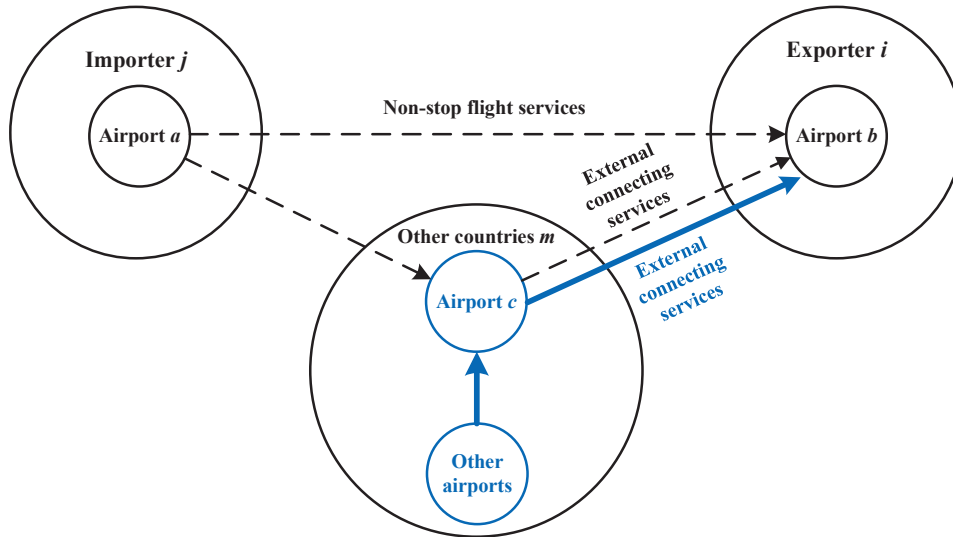 Importer j
Exporter i
Airport a
Non-stop flight services
Airport b
External
connecting
services
Other countries m
External
connecting
services
Airport c
Other
airports